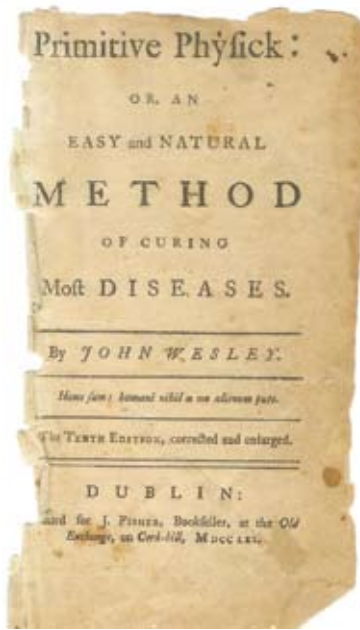 Primitive Phyſick:
OR, AN
EASY and NATURAL
METHOD
OF CURING
Moſt DISEASES.
By JOHN WESLEY.
Homo ſum: humani nihil a me alienum puto.
The TENTH EDITION, corrected and enlarged.
DUBLIN:
for J. FISHER, Bookſeller, at the Old
Exchange, on Cork-hill,